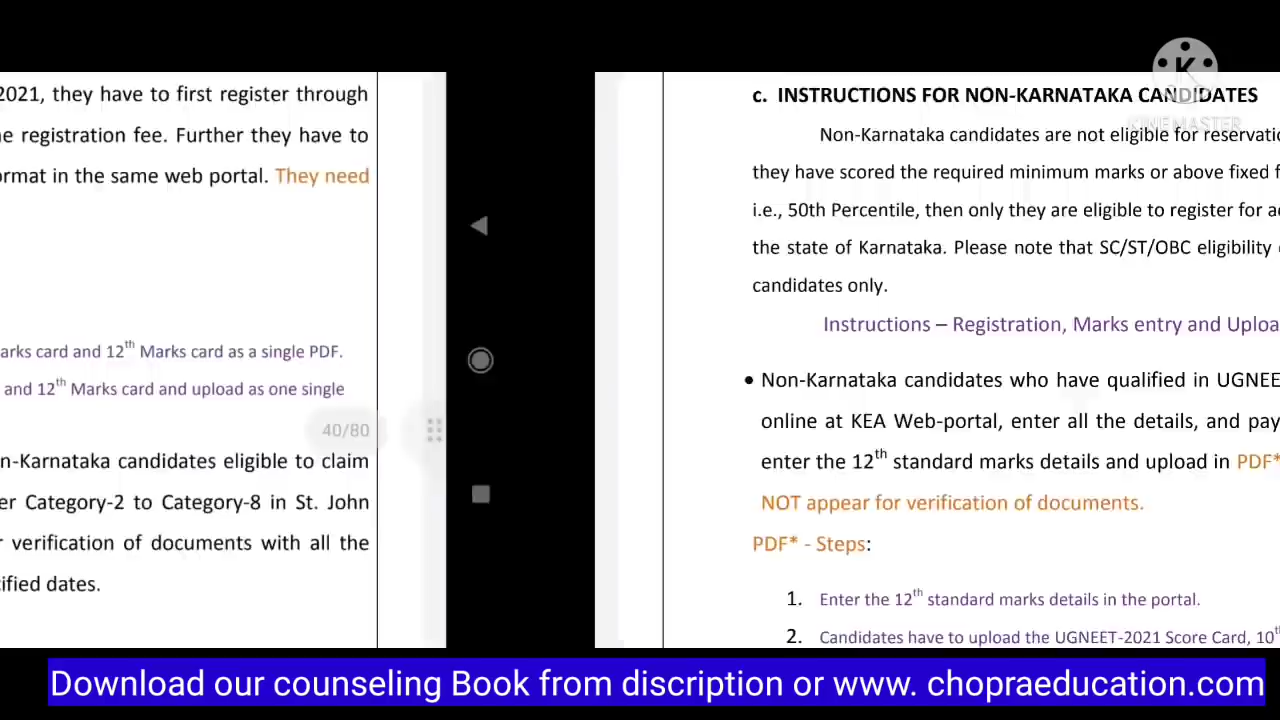 2021, they have to first register through
e registration fee. Further they have to
ormat in the same web portal. They need
arks card and 12th Marks card as a single PDF.
and 12th Marks card and upload as one single
40/80
n-Karnataka candidates eligible to claim
er Category-2 to Category-8 in St. John
r verification of documents with all the
ified dates.
c. INSTRUCTIONS FOR NON-KARNATAKA CANDIDATES
Non-Karnataka candidates are not eligible for reservatio
they have scored the required minimum marks or above fixed f
i.e., 50th Percentile, then only they are eligible to register for a
the state of Karnataka. Please note that SC/ST/OBC eligibility
candidates only.
Instructions – Registration, Marks entry and Uploa
• Non-Karnataka candidates who have qualified in UGNEE
online at KEA Web-portal, enter all the details, and pay
enter the 12th standard marks details and upload in PDF*
NOT appear for verification of documents.
PDF* - Steps:
1. Enter the 12th standard marks details in the portal.
2. Candidates have to upload the UGNEET-2021 Score Card, 10th
K
KINEMASTER
Download our counseling Book from discription or www. chopraeducation.com